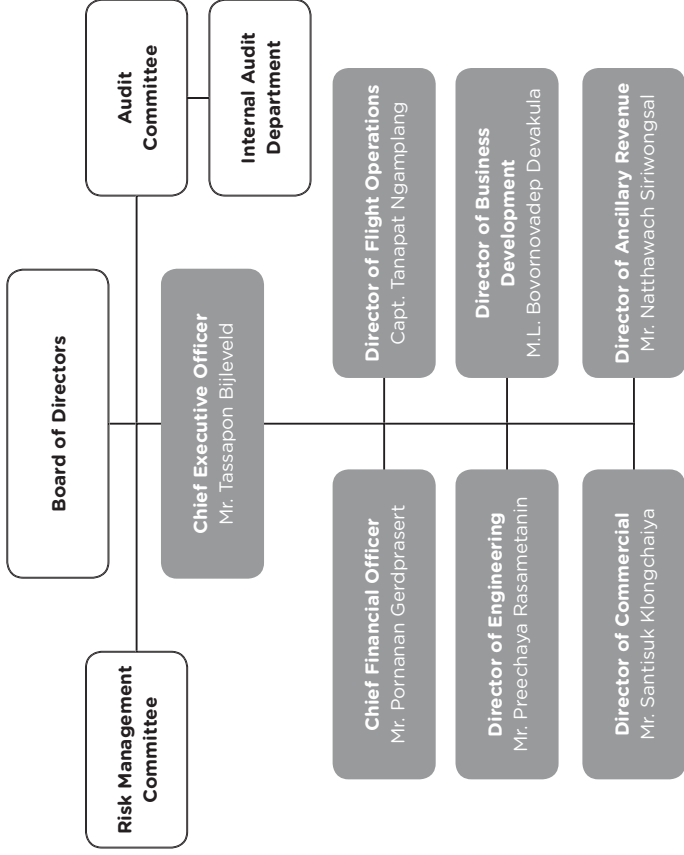 Board of Directors
Risk Management
Committee
Audit
Committee
Internal Audit
Department
Chief Executive Officer
Mr. Tassapon Bijleveld
Chief Financial Officer
Mr. Pornanan Gerdprasert
Director of Flight Operations
Capt. Tanapat Ngamplang
Director of Engineering
Mr. Preechaya Rasametanin
Director of Business
Development
M.L. Bovornovadep Devakula
Director of Commercial
Mr. Santisuk Klongchaiya
Director of Ancillary Revenue
Mr. Natthawach Siriwongsal